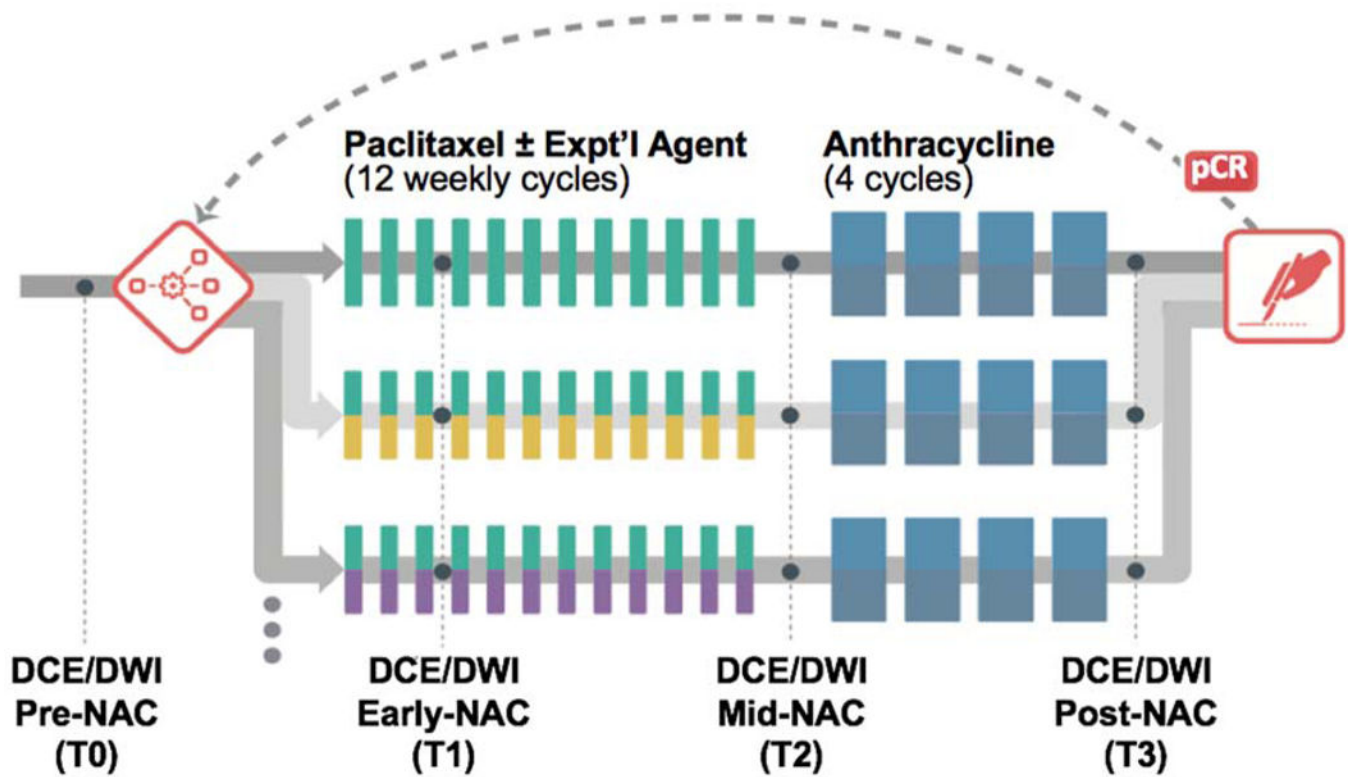 Paclitaxel ± Expt'l Agent
(12 weekly cycles)
Anthracycline
(4 cycles)
pCR
DCE/DWI
Pre-NAC
(T0)
DCE/DWI
Early-NAC
(T1)
DCE/DWI
Mid-NAC
(T2)
DCE/DWI
Post-NAC
(T3)